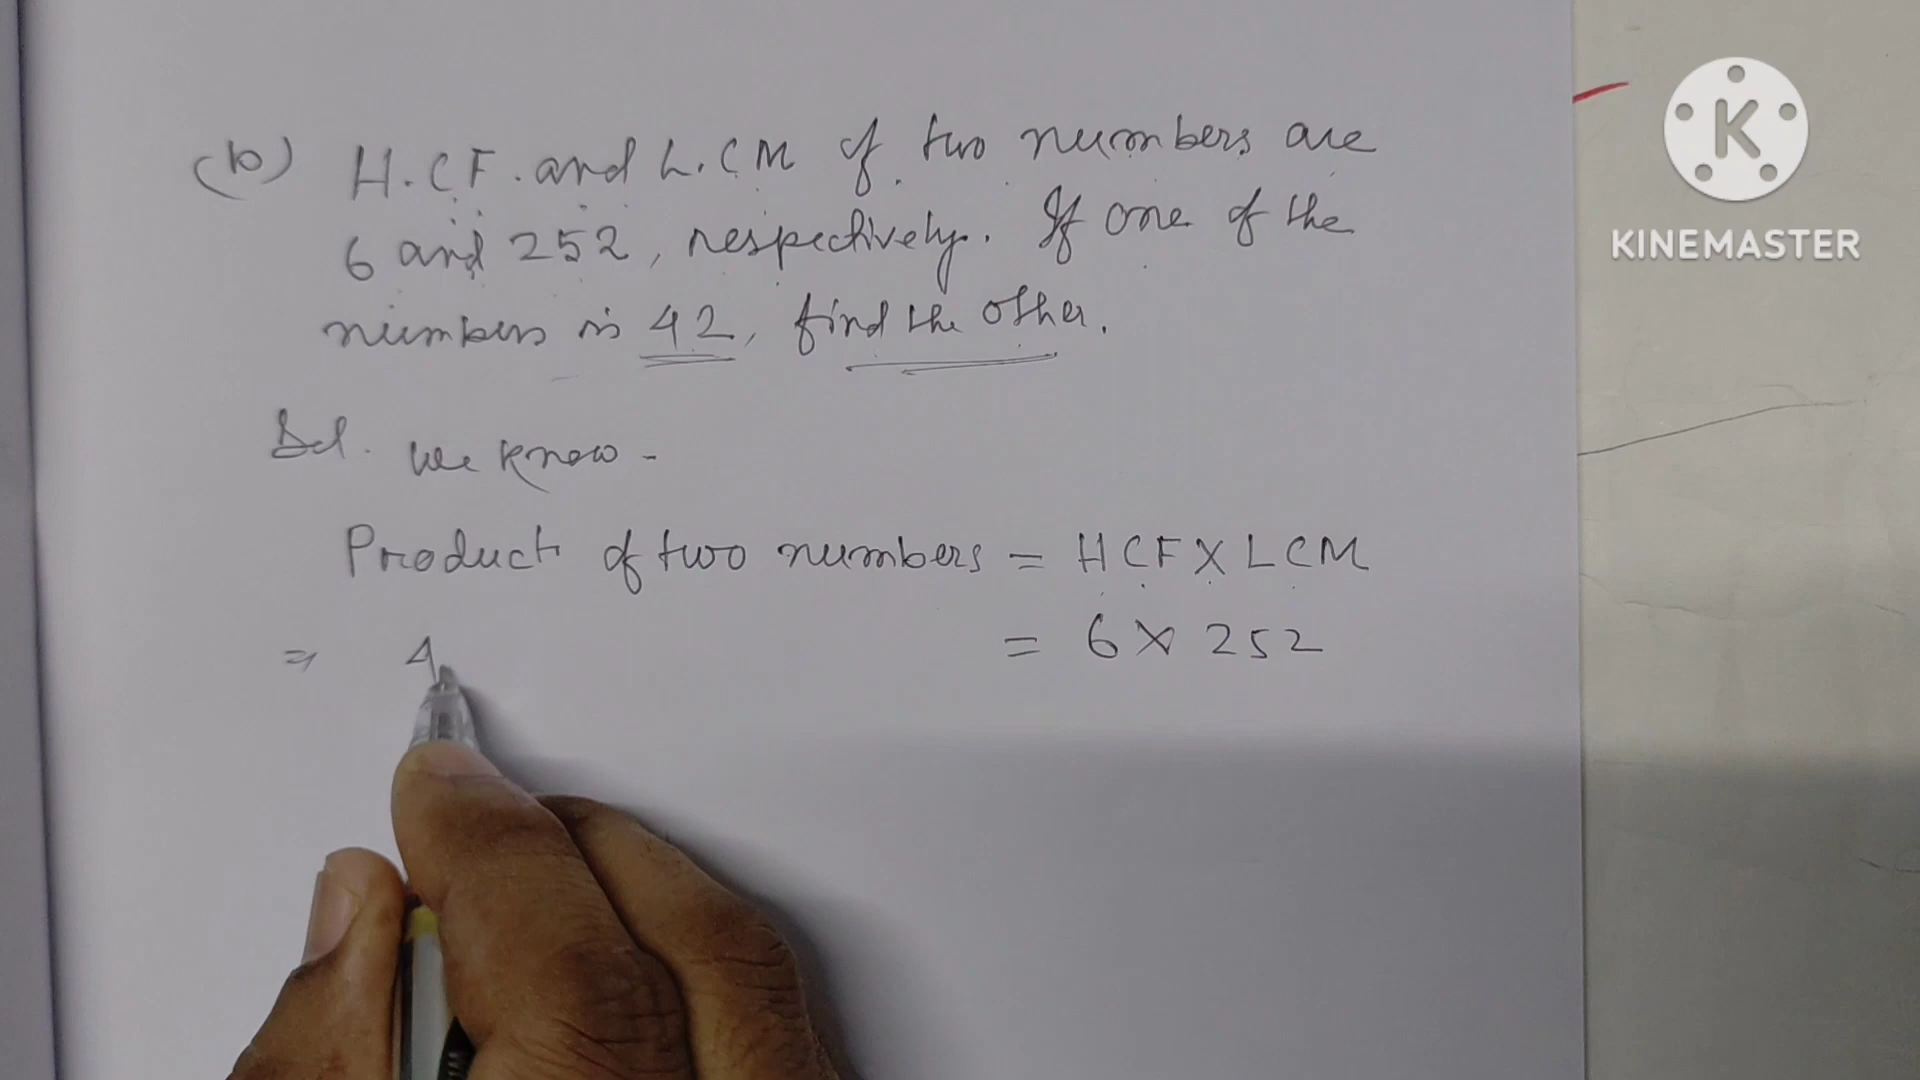 (b) H.C.F. and L.C.M of two numbers are
6 and 252, respectively. If one of the
numbers is 42, find the other.
Sol. We know -
Product of two numbers = HCF X LCM
= 4 = 6 X 252
K
KINEMASTER